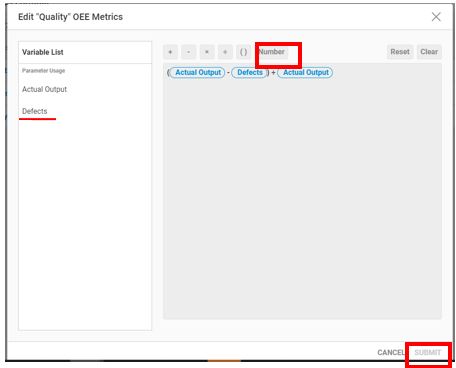 Edit "Quality" OEE Metrics
Variable List
Parameter Usage
Actual Output
Defects
+ - × ÷ ( ) Number Reset Clear
( Actual Output - Defects ) ÷ Actual Output
CANCEL SUBMIT